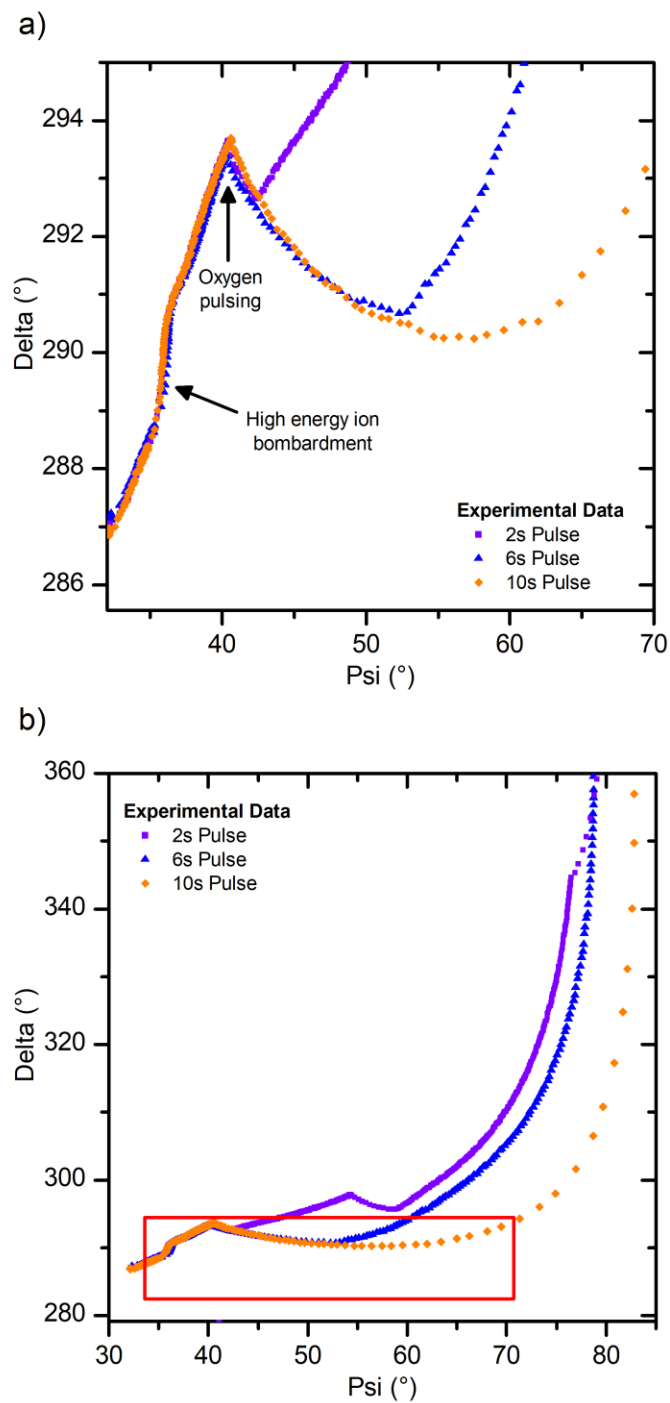 a)
294
292
290
288
286
Delta (°)
Oxygen
pulsing
High energy ion
bombardment
Experimental Data
2s Pulse
6s Pulse
10s Pulse
40
50
60
70
Psi (°)
b)
360
340
320
300
280
Delta (°)
Experimental Data
2s Pulse
6s Pulse
10s Pulse
30
40
50
60
70
80
Psi (°)